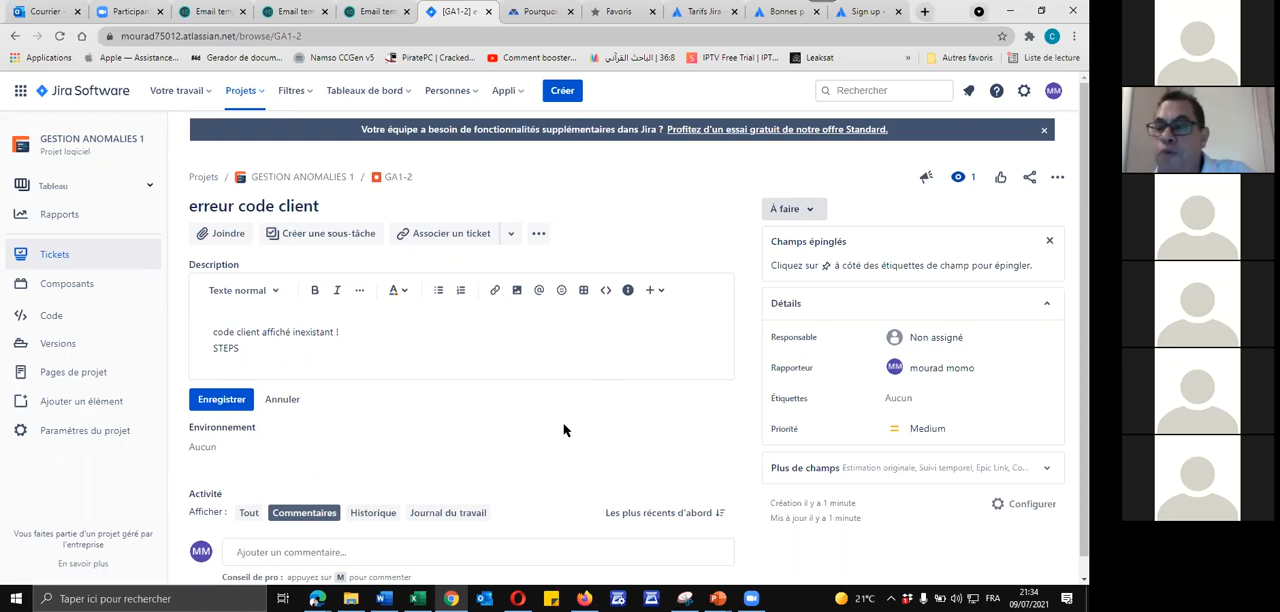 Courrier -
Participant
Email tem
Email tem
Email tem
[GA1-2] e
Pourquoi
Favoris
Tarifs Jira
Bonnes p
Sign up -
mourad75012.atlassian.net/browse/GA1-2
Applications
Apple — Assistance...
Gerador de docum...
Namso CCGen v5
PiratePC | Cracked...
Comment booster...
الباحث القرآني | 36:8
IPTV Free Trial | IPT...
Leaksat
»
Autres favoris
Liste de lecture
Jira Software
Votre travail
Projets
Filtres
Tableaux de bord
Personnes
Appli
Créer
Rechercher
MM
Votre équipe a besoin de fonctionnalités supplémentaires dans Jira ? Profitez d'un essai gratuit de notre offre Standard.
GESTION ANOMALIES 1
Projet logiciel
Tableau
Rapports
Tickets
Composants
Code
Versions
Pages de projet
Ajouter un élément
Paramètres du projet
Vous faites partie d'un projet géré par
l'entreprise
En savoir plus
Projets / GESTION ANOMALIES 1 / GA1-2
1
erreur code client
Joindre
Créer une sous-tâche
Associer un ticket
Description
Texte normal
B I ... A
code client affiché inexistant !
STEPS
Enregistrer
Annuler
Environnement
Aucun
Activité
Afficher :
Tout
Commentaires
Historique
Journal du travail
Les plus récents d'abord
MM
Ajouter un commentaire...
Conseil de pro : appuyez sur M pour commenter
À faire
Champs épinglés
Cliquez sur à côté des étiquettes de champ pour épingler.
Détails
Responsable
Non assigné
Rapporteur
MM
mourad momo
Étiquettes
Aucun
Priorité
Medium
Plus de champs
Estimation originale, Suivi temporel, Epic Link, Co...
Création il y a 1 minute
Mis à jour il y a 1 minute
Configurer
Taper ici pour rechercher
21°C
FRA
21:34
09/07/2021